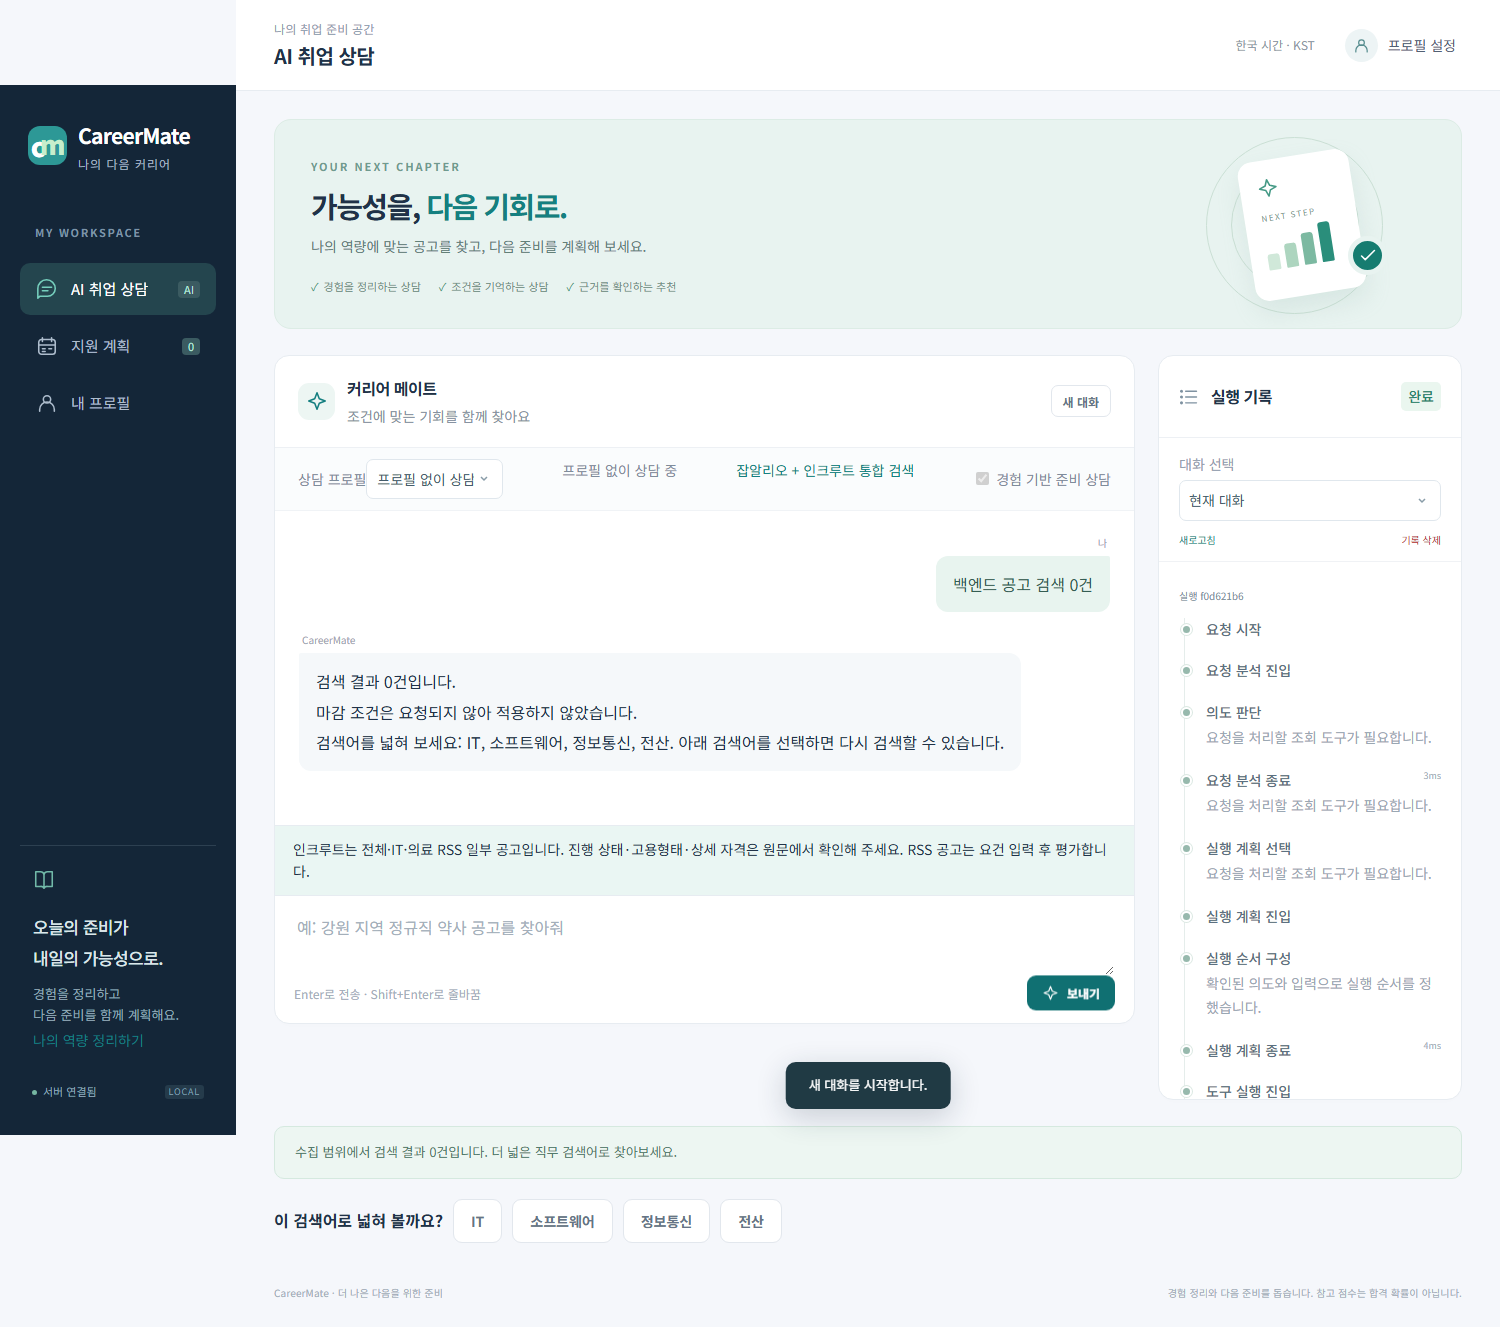 나의 취업 준비 공간
AI 취업 상담
한국 시간 · KST
프로필 설정
cm
CareerMate
나의 다음 커리어
MY WORKSPACE
AI 취업 상담
AI
지원 계획
0
내 프로필
오늘의 준비가
내일의 가능성으로.
경험을 정리하고
다음 준비를 함께 계획해요.
나의 역량 정리하기
서버 연결됨
LOCAL
YOUR NEXT CHAPTER
가능성을, 다음 기회로.
나의 역량에 맞는 공고를 찾고, 다음 준비를 계획해 보세요.
✓ 경험을 정리하는 상담 ✓ 조건을 기억하는 상담 ✓ 근거를 확인하는 추천
NEXT STEP
커리어 메이트
조건에 맞는 기회를 함께 찾아요
새 대화
상담 프로필
프로필 없이 상담
프로필 없이 상담 중
잡알리오 + 인크루트 통합 검색
경험 기반 준비 상담
나
백엔드 공고 검색 0건
CareerMate
검색 결과 0건입니다.
마감 조건은 요청되지 않아 적용하지 않았습니다.
검색어를 넓혀 보세요: IT, 소프트웨어, 정보통신, 전산. 아래 검색어를 선택하면 다시 검색할 수 있습니다.
인크루트는 전체·IT·의료 RSS 일부 공고입니다. 진행 상태·고용형태·상세 자격은 원문에서 확인해 주세요. RSS 공고는 요건 입력 후 평가합니
다.
예: 강원 지역 정규직 약사 공고를 찾아줘
Enter로 전송 · Shift+Enter로 줄바꿈
보내기
실행 기록
완료
대화 선택
현재 대화
새로고침
기록 삭제
실행 f0d621b6
요청 시작
요청 분석 진입
의도 판단
요청을 처리할 조회 도구가 필요합니다.
요청 분석 종료
3ms
요청을 처리할 조회 도구가 필요합니다.
실행 계획 선택
요청을 처리할 조회 도구가 필요합니다.
실행 계획 진입
실행 순서 구성
확인된 의도와 입력으로 실행 순서를 정
했습니다.
실행 계획 종료
4ms
도구 실행 진입
새 대화를 시작합니다.
수집 범위에서 검색 결과 0건입니다. 더 넓은 직무 검색어로 찾아보세요.
이 검색어로 넓혀 볼까요?
IT
소프트웨어
정보통신
전산
CareerMate · 더 나은 다음을 위한 준비
경험 정리와 다음 준비를 돕습니다. 참고 점수는 합격 확률이 아닙니다.